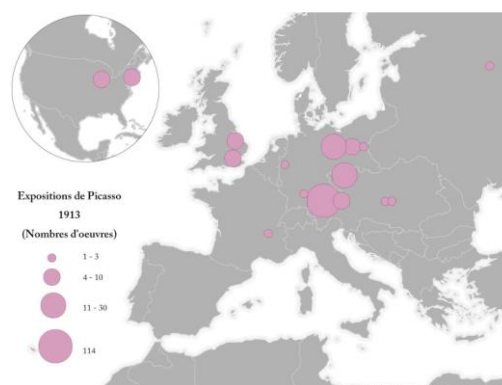 Expositions de Picasso
1913
(Nombres d'oeuvres)
1 - 3
4 - 10
11 - 30
114